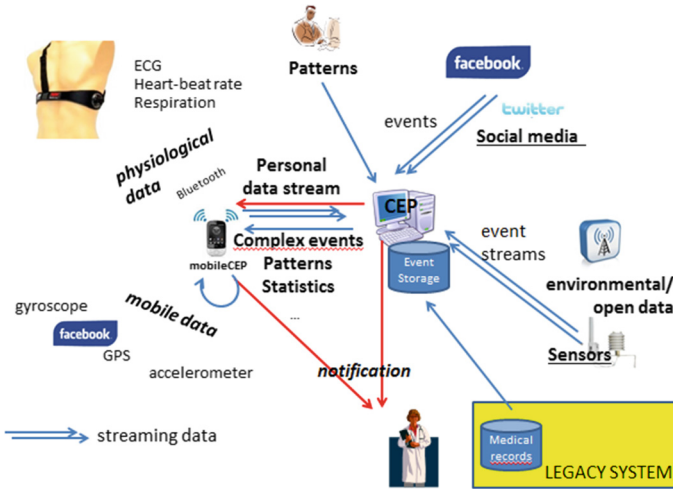 ECG
Heart-beat rate
Respiration
Patterns
facebook
twitter
Social media
events
physiological
data
Bluetooth
Personal
data stream
CEP
Event
Storage
event
streams
environmental/
open data
Sensors
mobileCEP
Complex events
Patterns
Statistics
...
gyroscope
facebook
GPS
mobile data
accelerometer
notification
streaming data
Medical
records
LEGACY SYSTEM